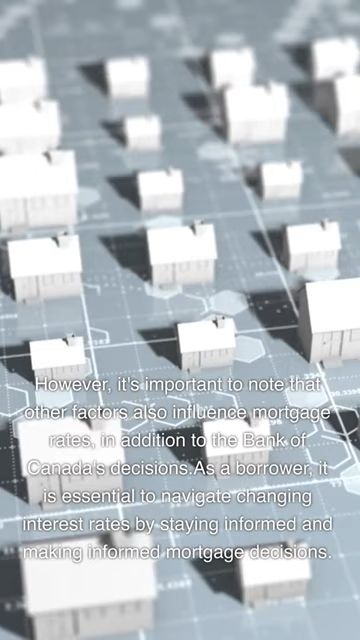 However, it's important to note that
other factors also influence mortgage
rates, in addition to the Bank of
Canada's decisions.As a borrower, it
is essential to navigate changing
interest rates by staying informed and
making informed mortgage decisions.